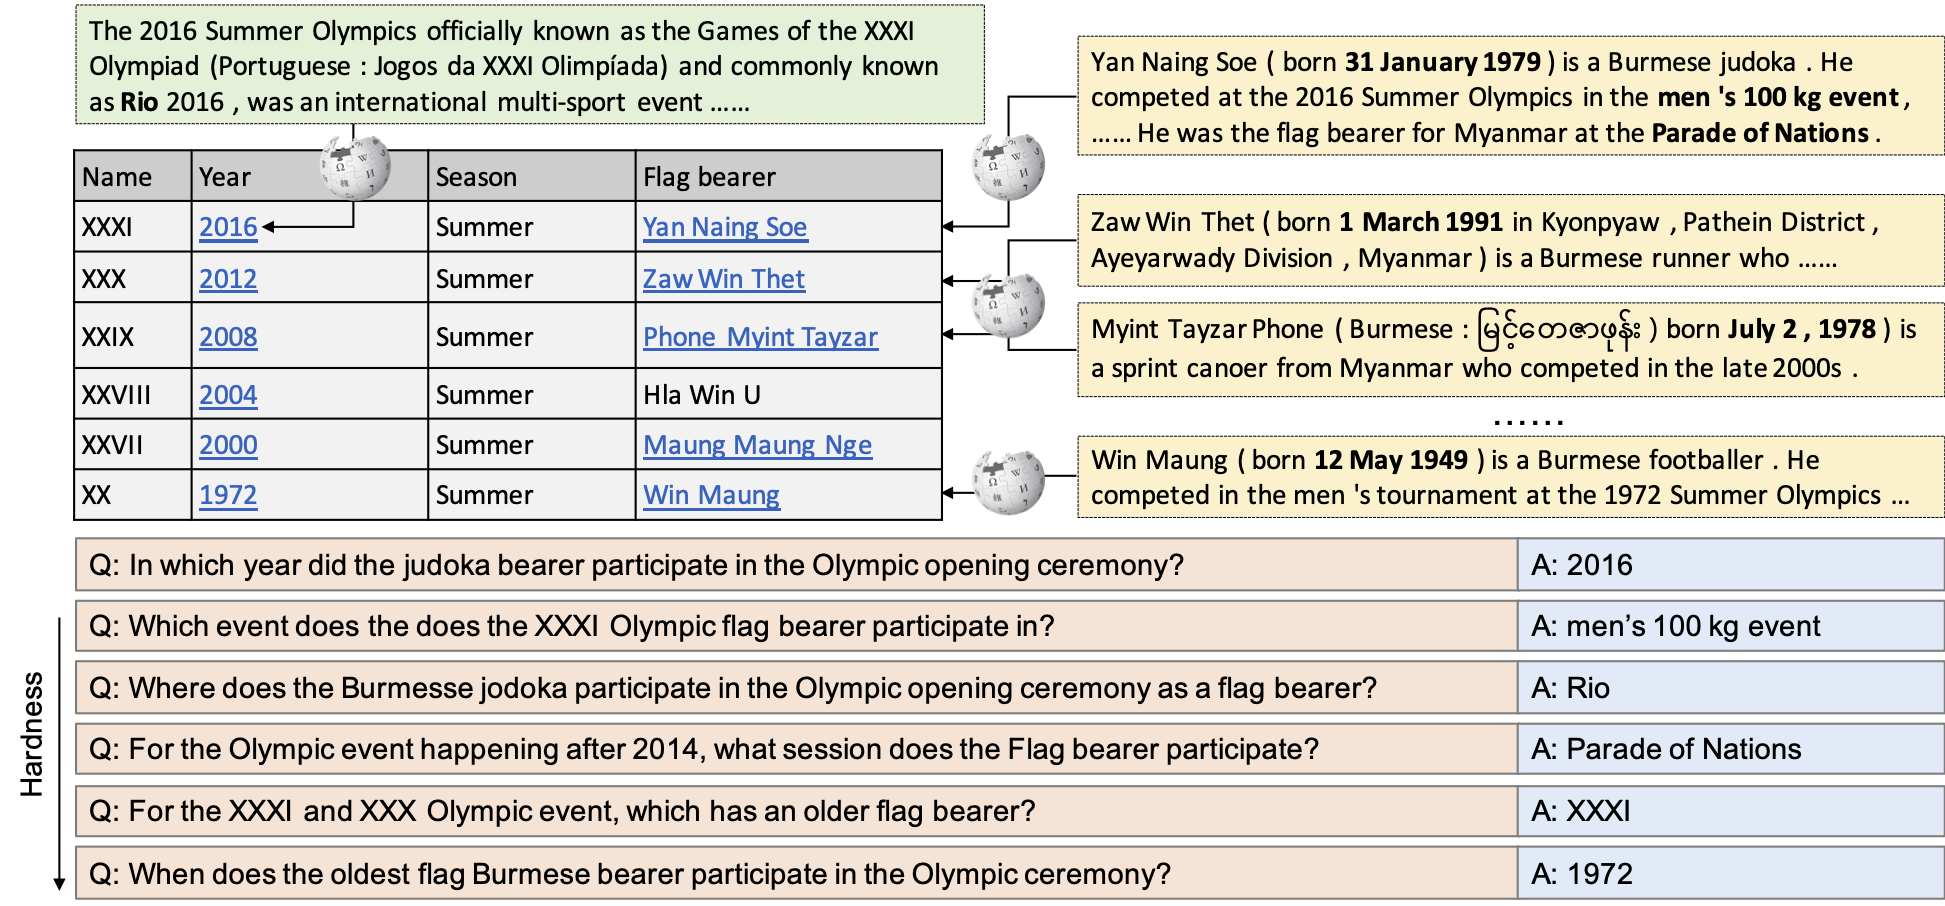 The 2016 Summer Olympics officially known as the Games of the XXXI
Olympiad (Portuguese : Jogos da XXXI Olimpíada) and commonly known
as Rio 2016 , was an international multi-sport event ......
Yan Naing Soe ( born 31 January 1979 ) is a Burmese judoka . He
competed at the 2016 Summer Olympics in the men 's 100 kg event ,
...... He was the flag bearer for Myanmar at the Parade of Nations .
Name Year Season Flag bearer
XXXI 2016 Summer Yan Naing Soe
XXX 2012 Summer Zaw Win Thet
XXIX 2008 Summer Phone Myint Tayzar
XXVIII 2004 Summer Hla Win U
XXVII 2000 Summer Maung Maung Nge
XX 1972 Summer Win Maung
Zaw Win Thet ( born 1 March 1991 in Kyonpyaw , Pathein District ,
Ayeyarwady Division , Myanmar ) is a Burmese runner who ......
Myint Tayzar Phone ( Burmese : မြင့်တေဇာဖုန်း ) born July 2 , 1978 ) is
a sprint canoer from Myanmar who competed in the late 2000s .
......
Win Maung ( born 12 May 1949 ) is a Burmese footballer . He
competed in the men 's tournament at the 1972 Summer Olympics ...
Q: In which year did the judoka bearer participate in the Olympic opening ceremony? A: 2016
Q: Which event does the does the XXXI Olympic flag bearer participate in? A: men’s 100 kg event
Q: Where does the Burmesse jodoka participate in the Olympic opening ceremony as a flag bearer? A: Rio
Q: For the Olympic event happening after 2014, what session does the Flag bearer participate? A: Parade of Nations
Q: For the XXXI and XXX Olympic event, which has an older flag bearer? A: XXXI
Q: When does the oldest flag Burmese bearer participate in the Olympic ceremony? A: 1972
Hardness